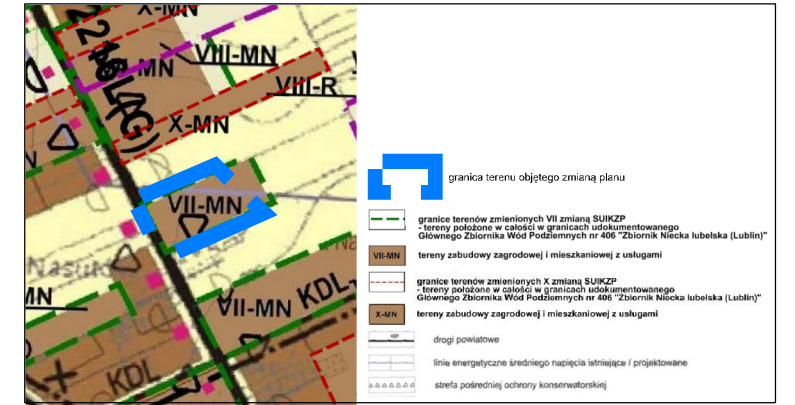 X-MN
VIII-MN
MN
VIII-R
X-MN
VII-MN
Nasut
MN
VII-MN
KDL
KDL
granica terenu objętego zmianą planu
granice terenów zmienionych VII zmianą SUIKZP
- tereny położone w całości w granicach udokumentowanego
Głównego Zbiornika Wód Podziemnych nr 406 "Zbiornik Niecka lubelska (Lublin)"
VII-MN
tereny zabudowy zagrodowej i mieszkaniowej z usługami
granice terenów zmienionych X zmianą SUIKZP
- tereny położone w całości w granicach udokumentowanego
Głównego Zbiornika Wód Podziemnych nr 406 "Zbiornik Niecka lubelska (Lublin)"
X-MN
tereny zabudowy zagrodowej i mieszkaniowej z usługami
drogi powiatowe
linie energetyczne średniego napięcia istniejące / projektowane
strefa pośredniej ochrony konserwatorskiej